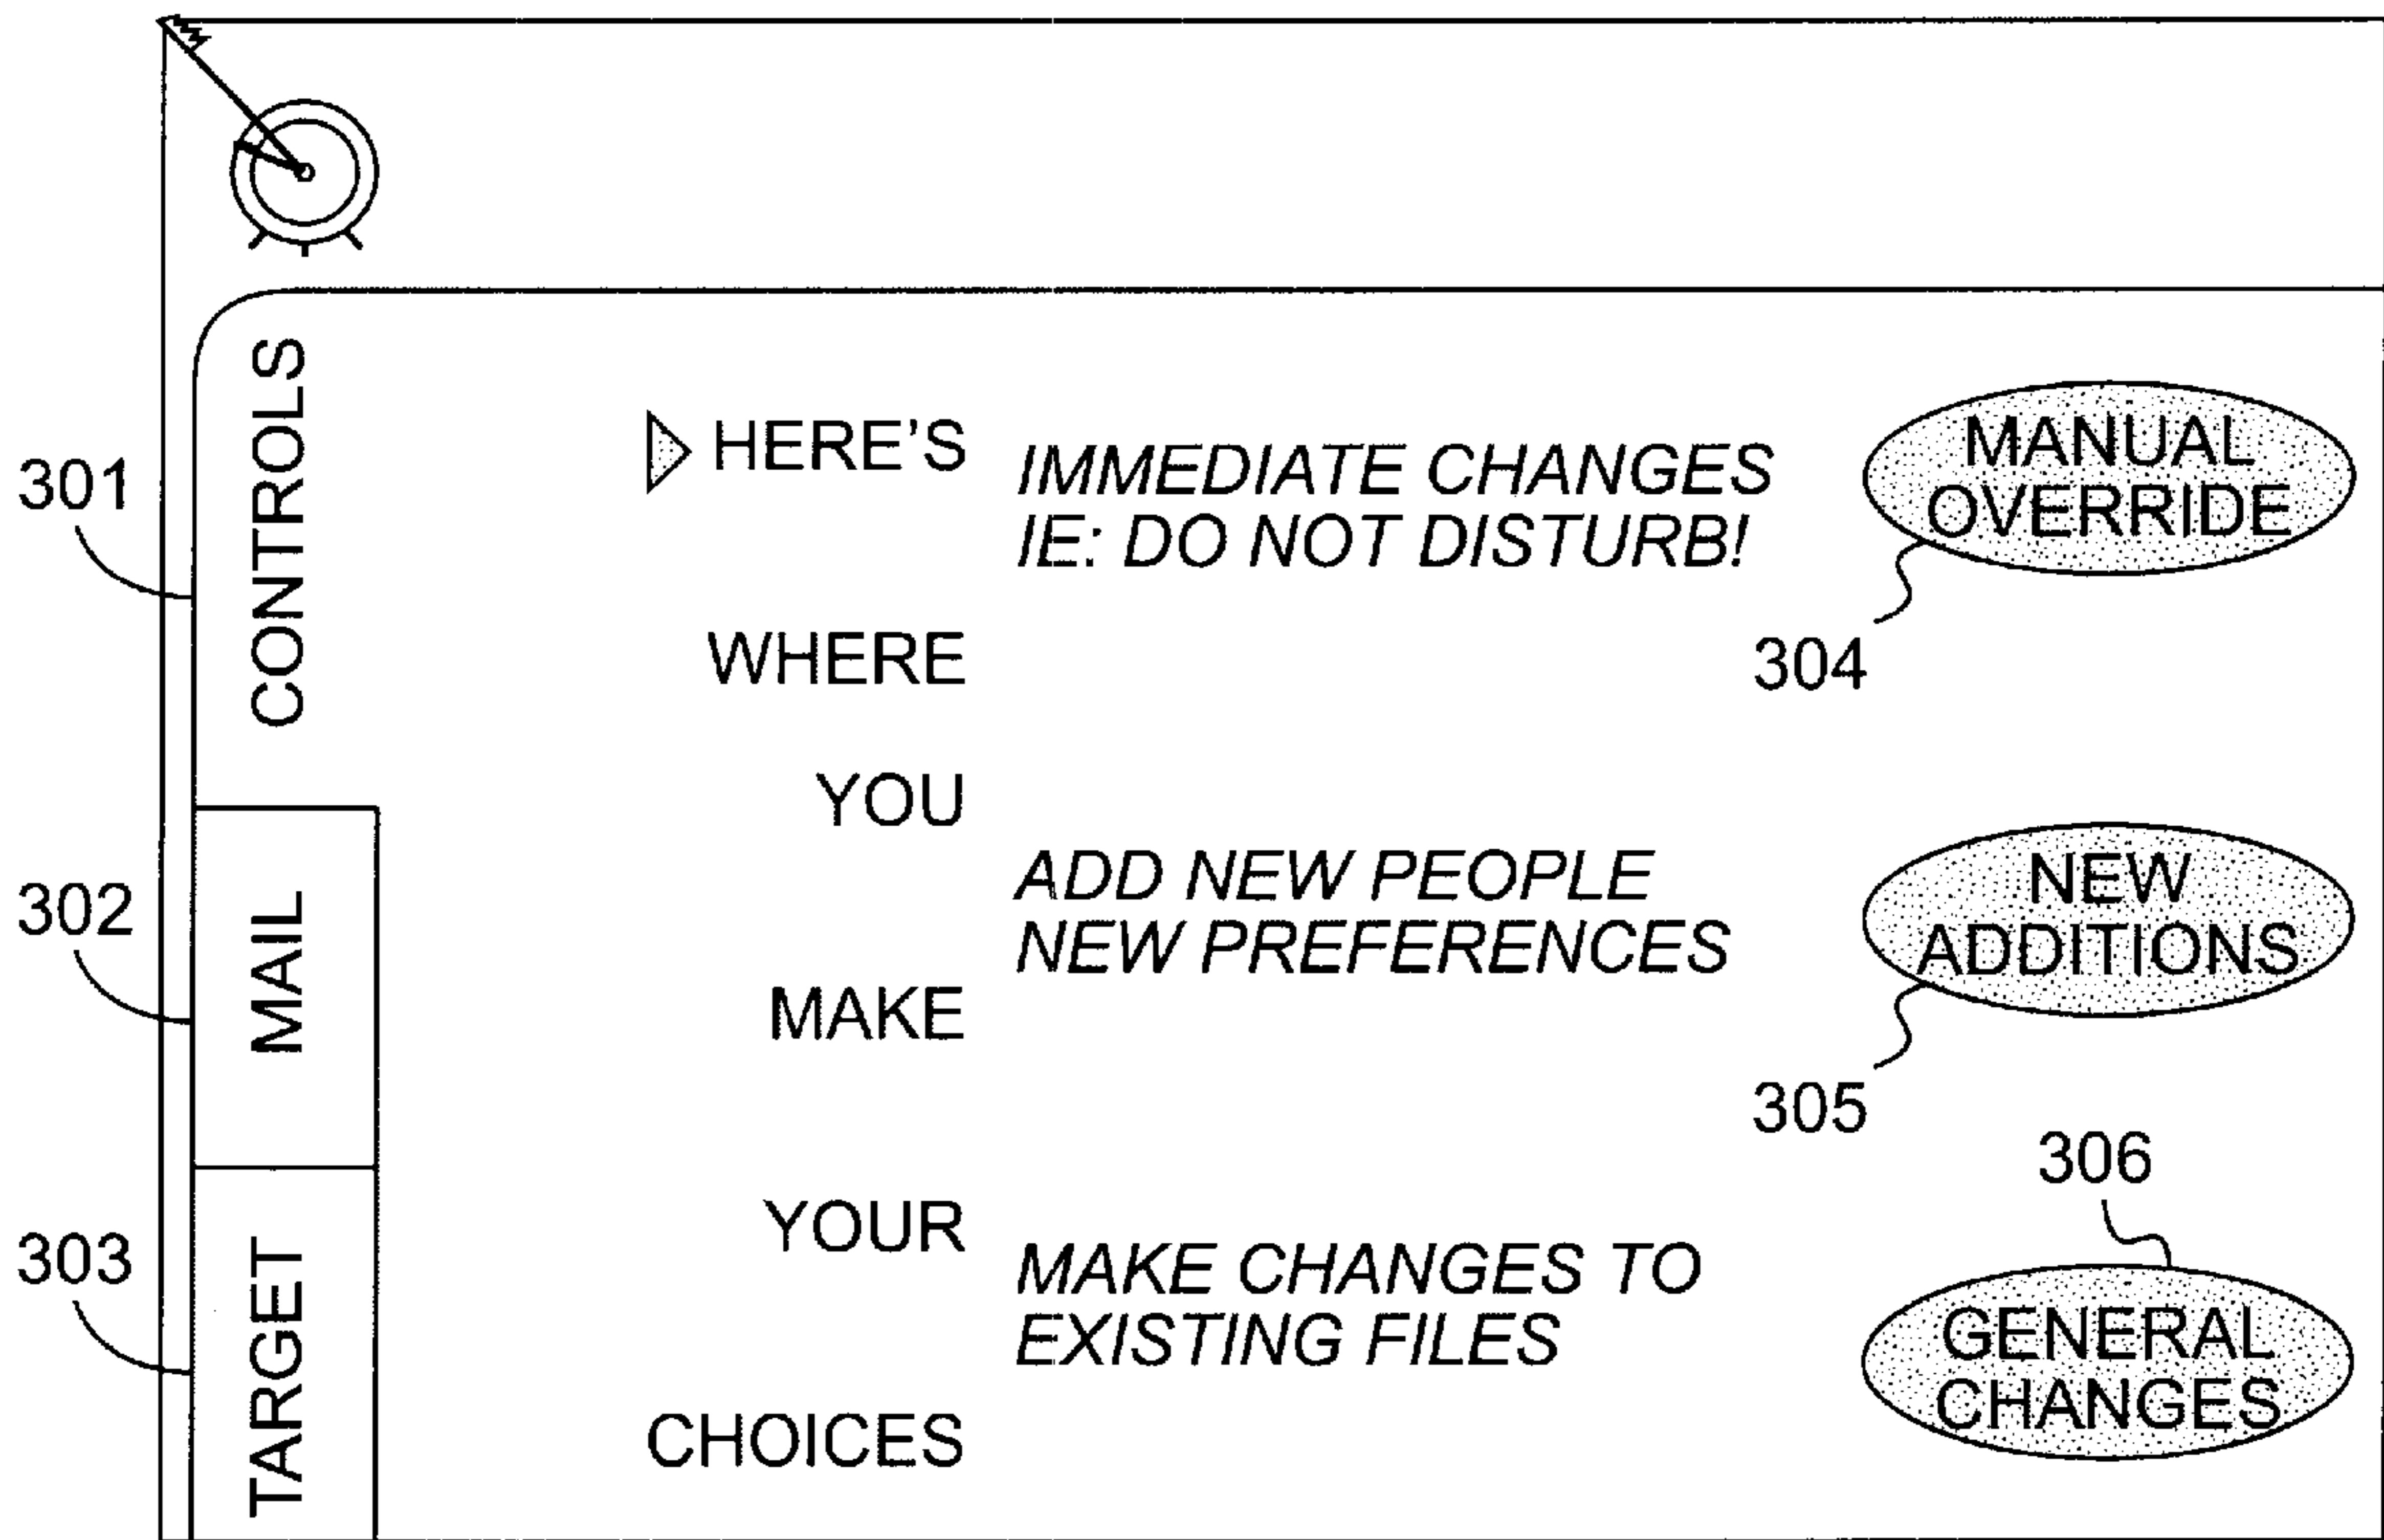 CONTROLS
301
MAIL
302
TARGET
303
HERE'S
WHERE
YOU
MAKE
YOUR
CHOICES
IMMEDIATE CHANGES
IE: DO NOT DISTURB!
MANUAL
OVERRIDE
304
ADD NEW PEOPLE
NEW PREFERENCES
NEW
ADDITIONS
305
MAKE CHANGES TO
EXISTING FILES
306
GENERAL
CHANGES